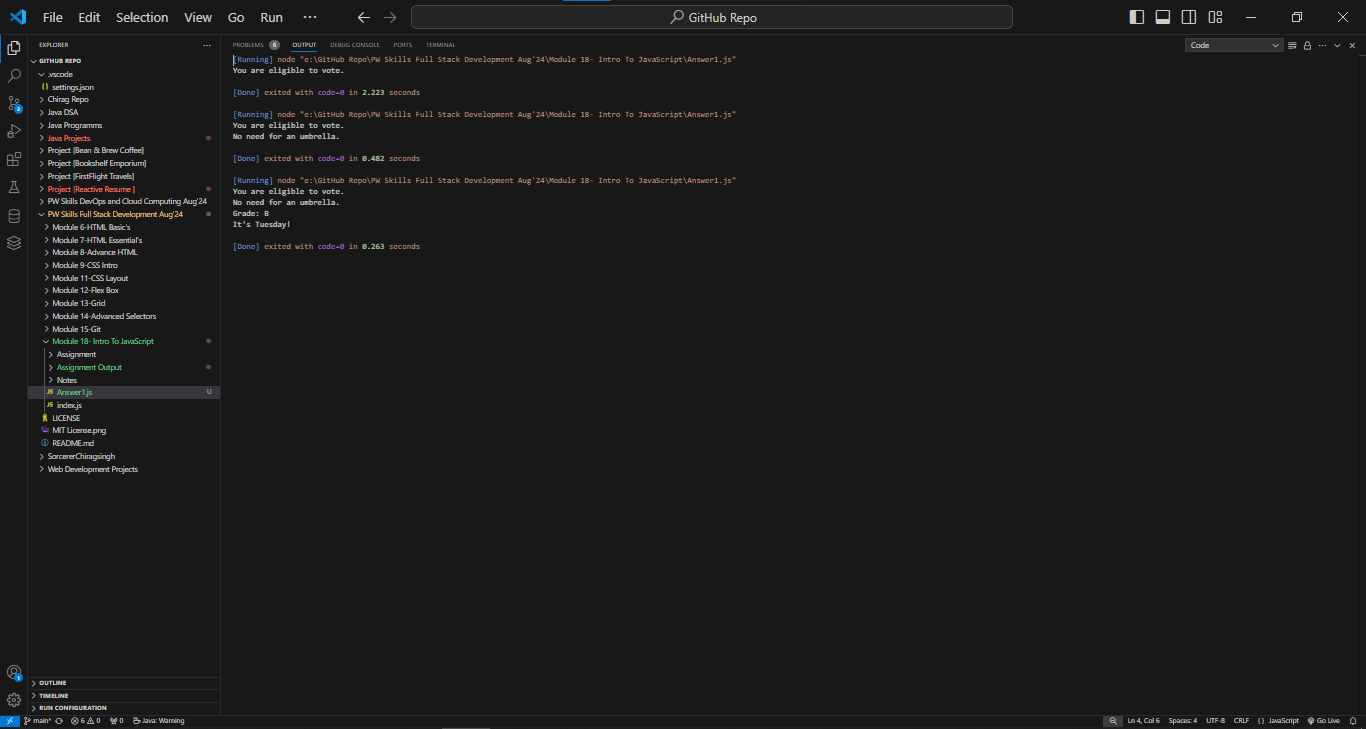 File Edit Selection View Go Run ···
GitHub Repo
EXPLORER ···
GITHUB REPO
.vscode
settings.json
Chirag Repo
Java DSA
Java Programms
Java Projects
Project [Bean & Brew Coffee]
Project [Bookshelf Emporium]
Project [FirstFlight Travels]
Project [Reactive Resume ]
PW Skills DevOps and Cloud Computing Aug'24
PW Skills Full Stack Development Aug'24
Module 6-HTML Basic's
Module 7-HTML Essential's
Module 8-Advance HTML
Module 9-CSS Intro
Module 11-CSS Layout
Module 12-Flex Box
Module 13-Grid
Module 14-Advanced Selectors
Module 15-Git
Module 18- Intro To JavaScript
Assignment
Assignment Output
Notes
JS Answer1.js U
JS index.js
LICENSE
MIT License.png
README.md
SorcererChiragsingh
Web Development Projects
OUTLINE
TIMELINE
RUN CONFIGURATION
PROBLEMS 6 OUTPUT DEBUG CONSOLE PORTS TERMINAL
Code
[Running] node "e:\GitHub Repo\PW Skills Full Stack Development Aug'24\Module 18- Intro To JavaScript\Answer1.js"
You are eligible to vote.
[Done] exited with code=0 in 2.223 seconds
[Running] node "e:\GitHub Repo\PW Skills Full Stack Development Aug'24\Module 18- Intro To JavaScript\Answer1.js"
You are eligible to vote.
No need for an umbrella.
[Done] exited with code=0 in 0.482 seconds
[Running] node "e:\GitHub Repo\PW Skills Full Stack Development Aug'24\Module 18- Intro To JavaScript\Answer1.js"
You are eligible to vote.
No need for an umbrella.
Grade: B
It's Tuesday!
[Done] exited with code=0 in 0.263 seconds
main* 6 0 0 Java: Warning
Ln 4, Col 6 Spaces: 4 UTF-8 CRLF {} JavaScript Go Live